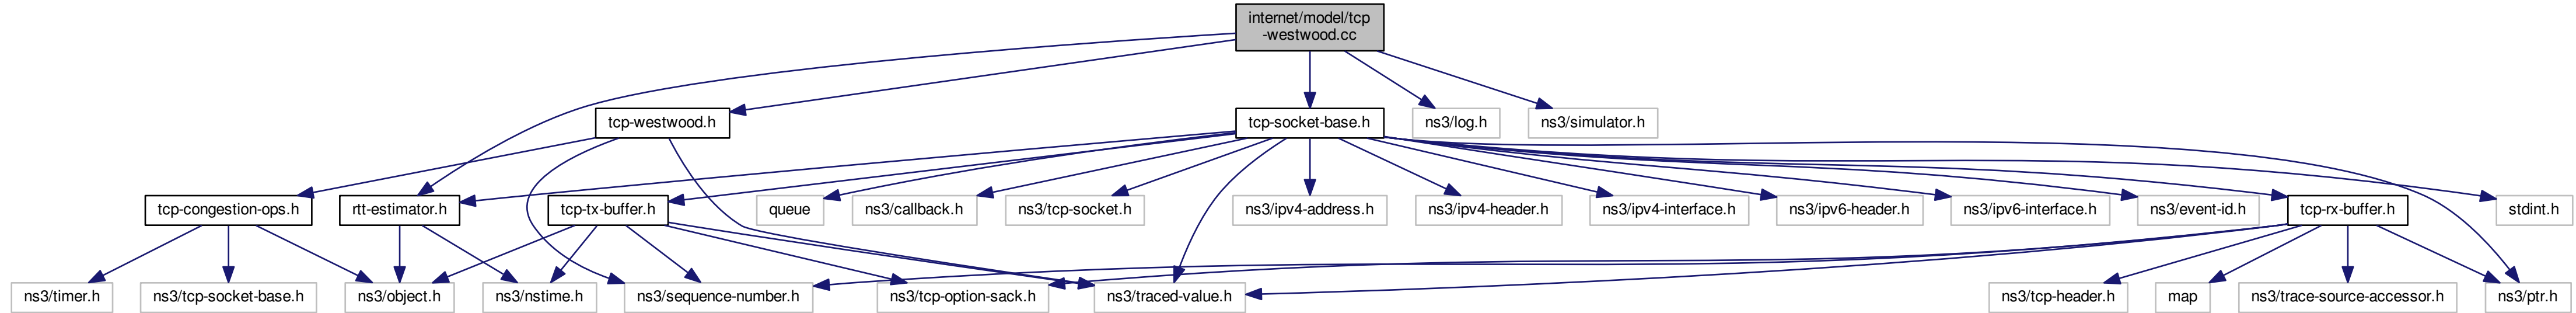 internet/model/tcp
-westwood.cc
tcp-westwood.h
tcp-socket-base.h
ns3/log.h
ns3/simulator.h
tcp-congestion-ops.h
rtt-estimator.h
tcp-tx-buffer.h
queue
ns3/callback.h
ns3/tcp-socket.h
ns3/ipv4-address.h
ns3/ipv4-header.h
ns3/ipv4-interface.h
ns3/ipv6-header.h
ns3/ipv6-interface.h
ns3/event-id.h
tcp-rx-buffer.h
stdint.h
ns3/timer.h
ns3/tcp-socket-base.h
ns3/object.h
ns3/nstime.h
ns3/sequence-number.h
ns3/tcp-option-sack.h
ns3/traced-value.h
ns3/tcp-header.h
map
ns3/trace-source-accessor.h
ns3/ptr.h